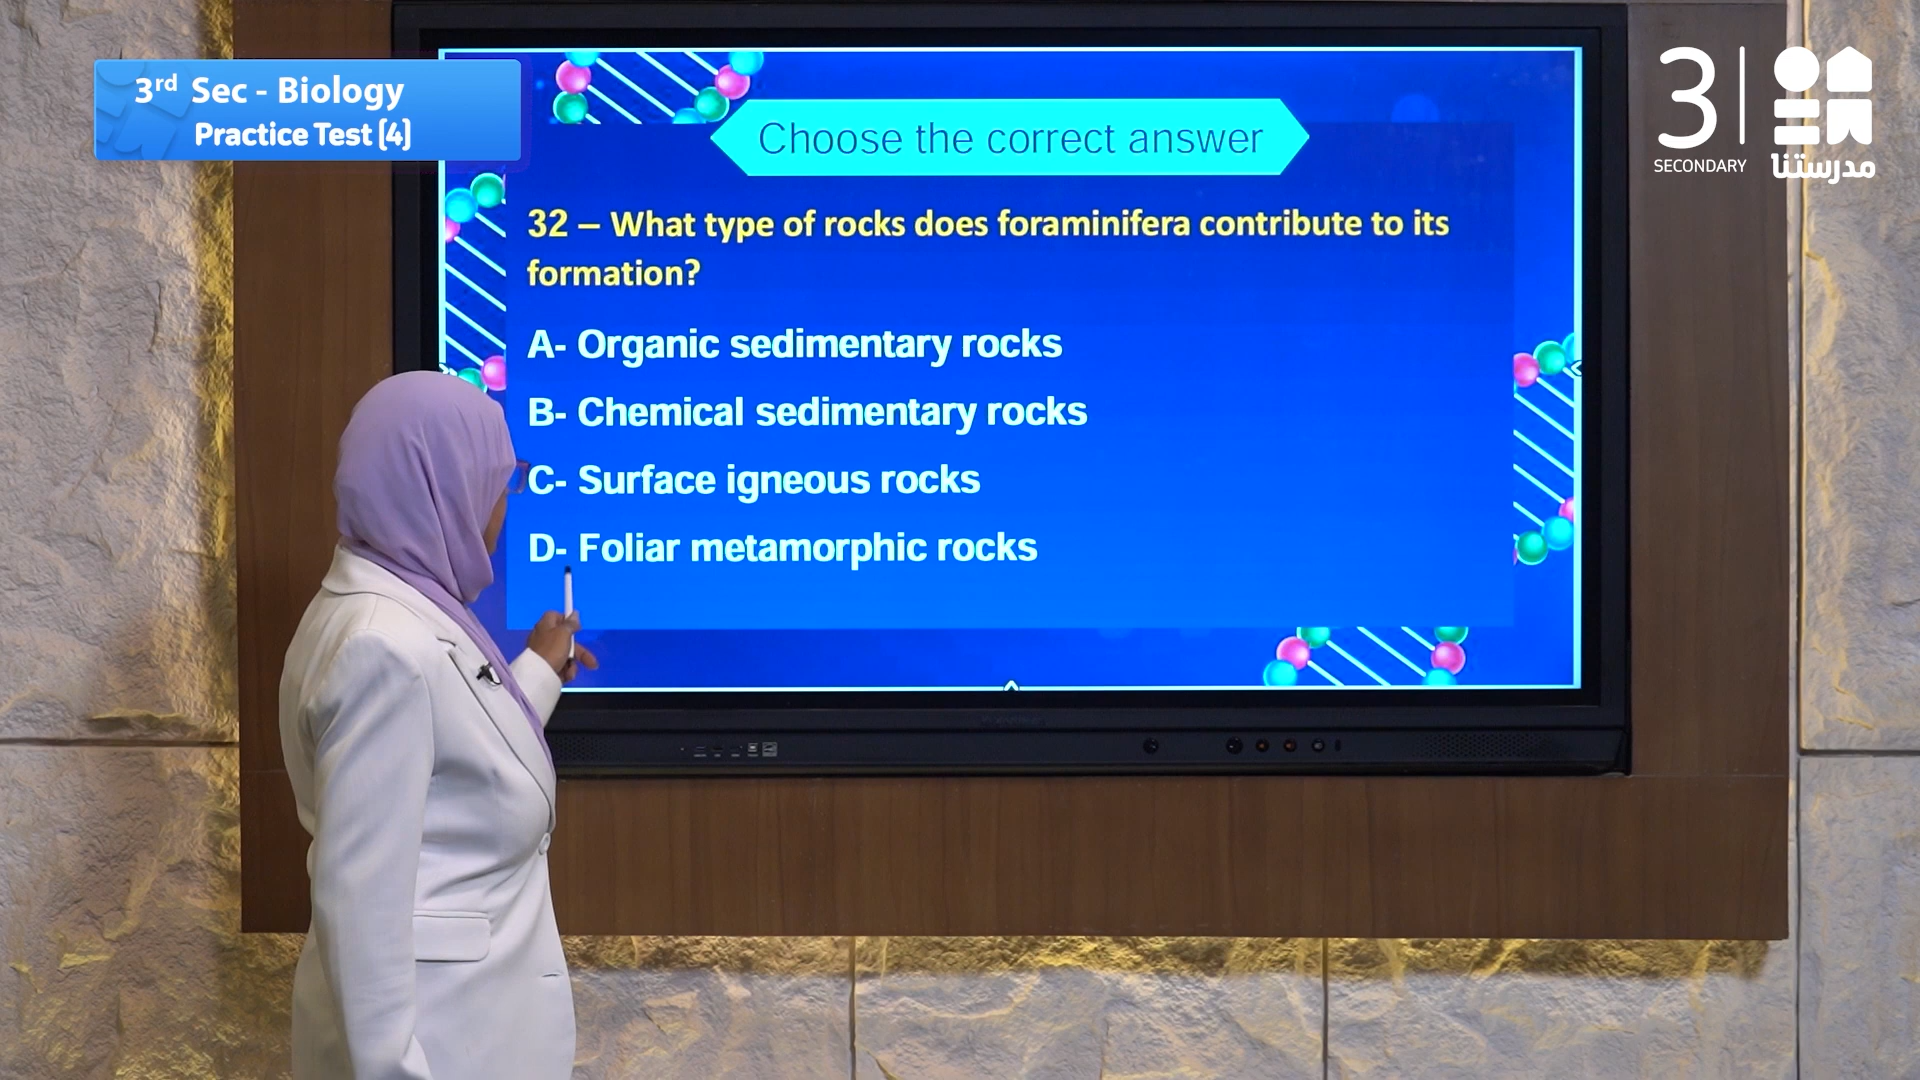 3rd Sec - Biology
Practice Test (4)
3
SECONDARY
مدرستنا
Choose the correct answer
32 – What type of rocks does foraminifera contribute to its
formation?
A- Organic sedimentary rocks
B- Chemical sedimentary rocks
C- Surface igneous rocks
D- Foliar metamorphic rocks